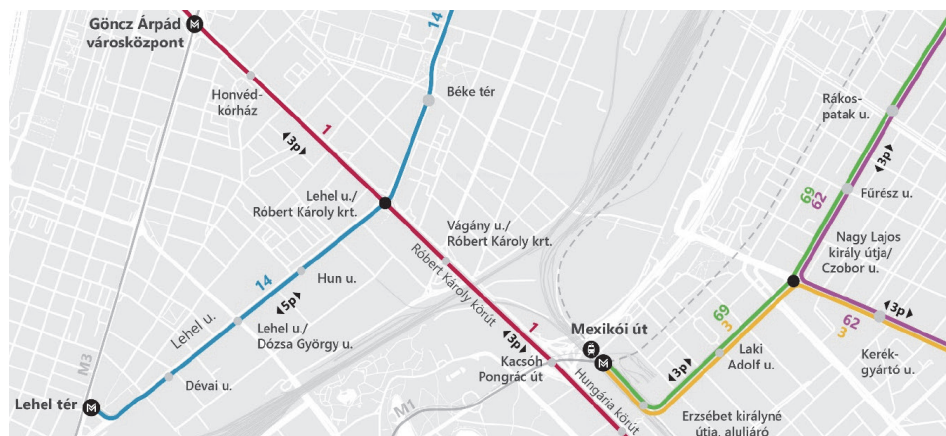 Göncz Árpád
városközpont
M
Honvéd-
kórház
1
3p
14
Béke tér
Lehel u./
Róbert Károly krt.
Vágány u./
Róbert Károly krt.
Róbert Károly körút
Hun u.
14
5p
Lehel u.
Lehel u./
Dózsa György u.
Dévai u.
M3
Lehel tér
M
M1
1
3p
Kacsóh
Pongrác út
Mexikói út
M
Hungária körút
3p
Erzsébet királyné
útja, aluljáró
69
3
Laki
Adolf u.
Nagy Lajos
király útja/
Czobor u.
69
62
Rákos-
patak u.
3p
Fűrész u.
3p
62
3
Kerék-
gyártó u.